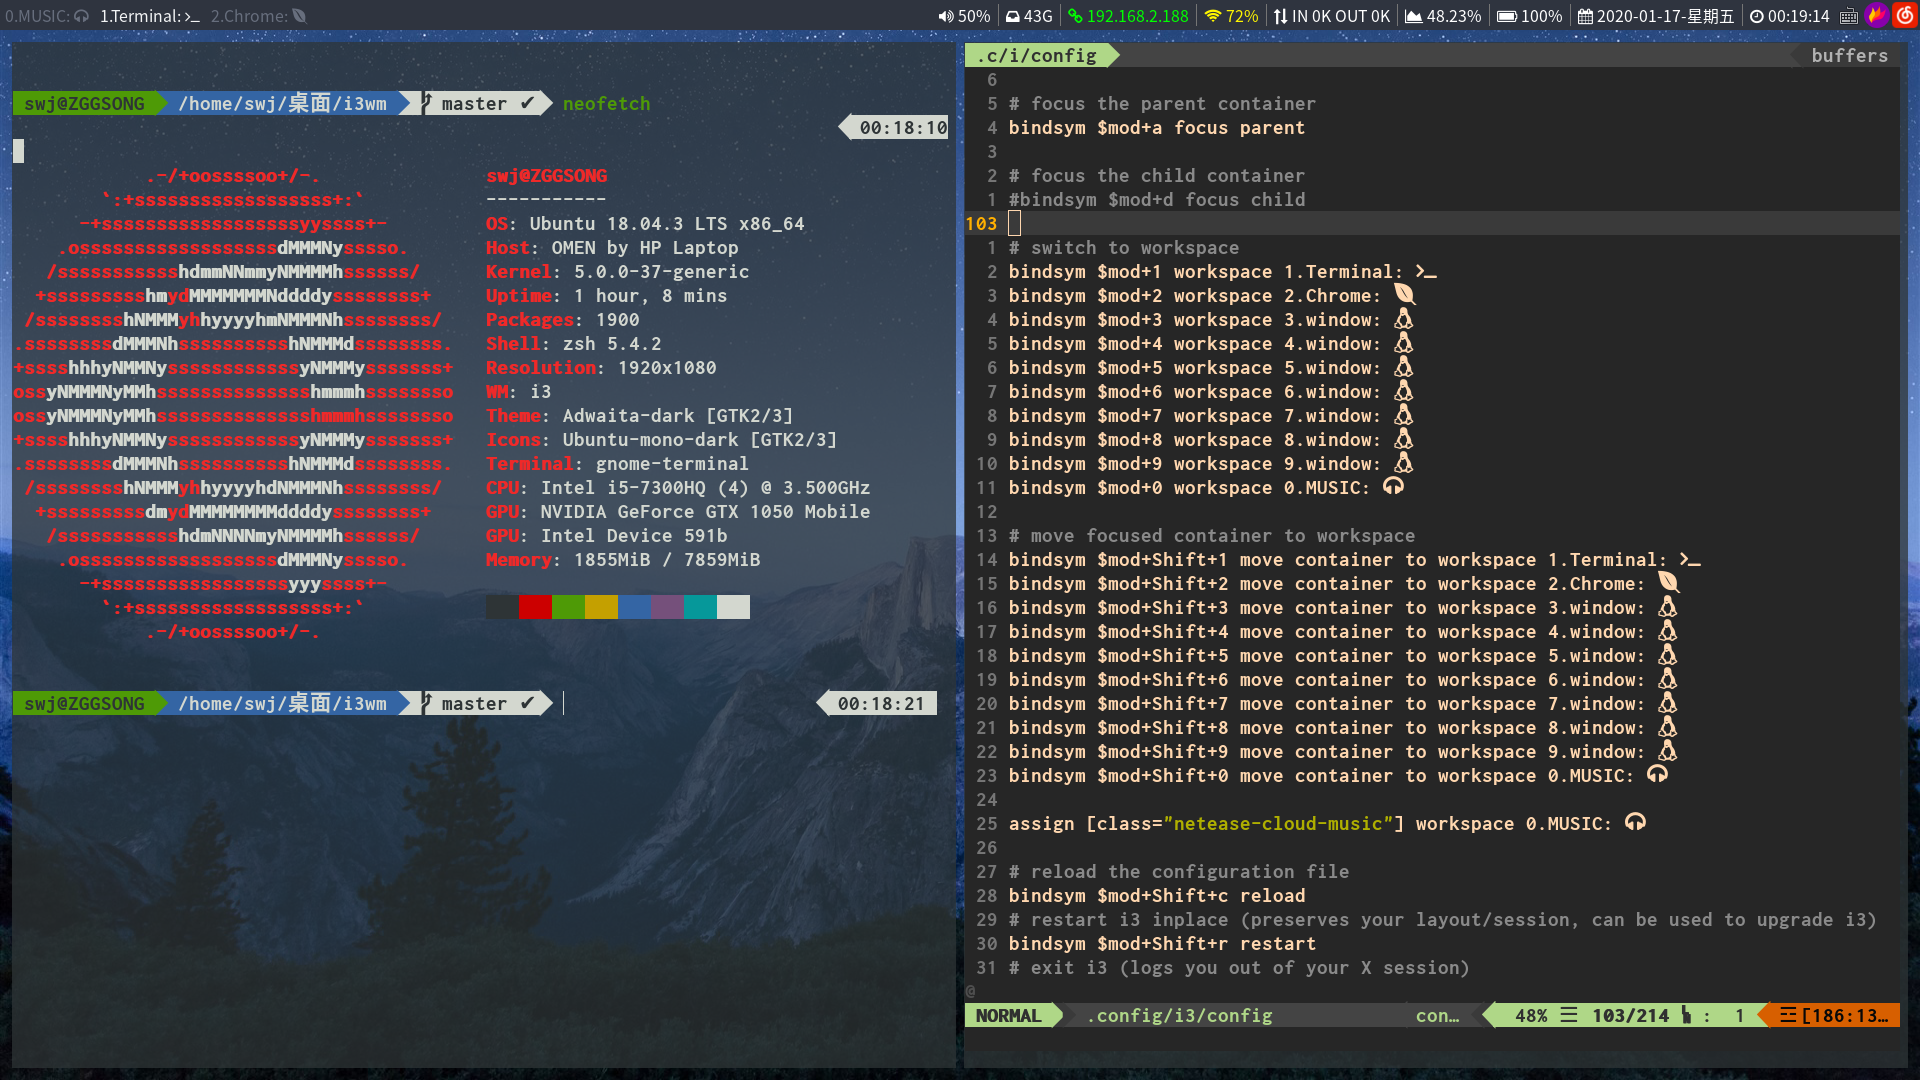 0.MUSIC: 1.Terminal: >_ 2.Chrome: 50% 43G 192.168.2.188 72% IN 0K OUT 0K 48.23% 100% 2020-01-17-星期五 00:19:14
swj@ZGGSONG /home/swj/桌面/i3wm master ✔ neofetch
00:18:10
.-/+oossssoo+/-.
`:+ssssssssssssssssss+:`
-+ssssssssssssssssssyyssss+-
.ossssssssssssssssssdMMMNysssso.
/ssssssssssshdmmNNmmyNMMMMhssssss/
+ssssssssshmydMMMMMMMNddddyssssssss+
/sssssssshNMMMyhhyyyyhmNMMMNhssssssss/
.ssssssssdMMMNhsssssssssshNMMMdssssssss.
+sssshhhyNMMNyssssssssssssyNMMMysssssss+
ossyNMMMNyMMhsssssssssssssshmmmhssssssso
ossyNMMMNyMMhsssssssssssssshmmmhssssssso
+sssshhhyNMMNyssssssssssssyNMMMysssssss+
.ssssssssdMMMNhsssssssssshNMMMdssssssss.
/sssssssshNMMMyhhyyyyhdNMMMNhssssssss/
+sssssssssdmydMMMMMMMMddddyssssssss+
/ssssssssssshdmNNNNmyNMMMMhssssss/
.ossssssssssssssssssdMMMNysssso.
-+sssssssssssssssssyyyssss+-
`:+ssssssssssssssssss+:`
.-/+oossssoo+/-.
swj@ZGGSONG
-----------
OS: Ubuntu 18.04.3 LTS x86_64
Host: OMEN by HP Laptop
Kernel: 5.0.0-37-generic
Uptime: 1 hour, 8 mins
Packages: 1900
Shell: zsh 5.4.2
Resolution: 1920x1080
WM: i3
Theme: Adwaita-dark [GTK2/3]
Icons: Ubuntu-mono-dark [GTK2/3]
Terminal: gnome-terminal
CPU: Intel i5-7300HQ (4) @ 3.500GHz
GPU: NVIDIA GeForce GTX 1050 Mobile
GPU: Intel Device 591b
Memory: 1855MiB / 7859MiB
swj@ZGGSONG /home/swj/桌面/i3wm master ✔ 00:18:21
.c/i/config buffers
6
5 # focus the parent container
4 bindsym $mod+a focus parent
3
2 # focus the child container
1 #bindsym $mod+d focus child
103
1 # switch to workspace
2 bindsym $mod+1 workspace 1.Terminal: >_
3 bindsym $mod+2 workspace 2.Chrome:
4 bindsym $mod+3 workspace 3.window:
5 bindsym $mod+4 workspace 4.window:
6 bindsym $mod+5 workspace 5.window:
7 bindsym $mod+6 workspace 6.window:
8 bindsym $mod+7 workspace 7.window:
9 bindsym $mod+8 workspace 8.window:
10 bindsym $mod+9 workspace 9.window:
11 bindsym $mod+0 workspace 0.MUSIC:
12
13 # move focused container to workspace
14 bindsym $mod+Shift+1 move container to workspace 1.Terminal: >_
15 bindsym $mod+Shift+2 move container to workspace 2.Chrome:
16 bindsym $mod+Shift+3 move container to workspace 3.window:
17 bindsym $mod+Shift+4 move container to workspace 4.window:
18 bindsym $mod+Shift+5 move container to workspace 5.window:
19 bindsym $mod+Shift+6 move container to workspace 6.window:
20 bindsym $mod+Shift+7 move container to workspace 7.window:
21 bindsym $mod+Shift+8 move container to workspace 8.window:
22 bindsym $mod+Shift+9 move container to workspace 9.window:
23 bindsym $mod+Shift+0 move container to workspace 0.MUSIC:
24
25 assign [class="netease-cloud-music"] workspace 0.MUSIC:
26
27 # reload the configuration file
28 bindsym $mod+Shift+c reload
29 # restart i3 inplace (preserves your layout/session, can be used to upgrade i3)
30 bindsym $mod+Shift+r restart
31 # exit i3 (logs you out of your X session)
@
NORMAL .config/i3/config con… 48% ☰ 103/214 : 1 ☲ [186:13…